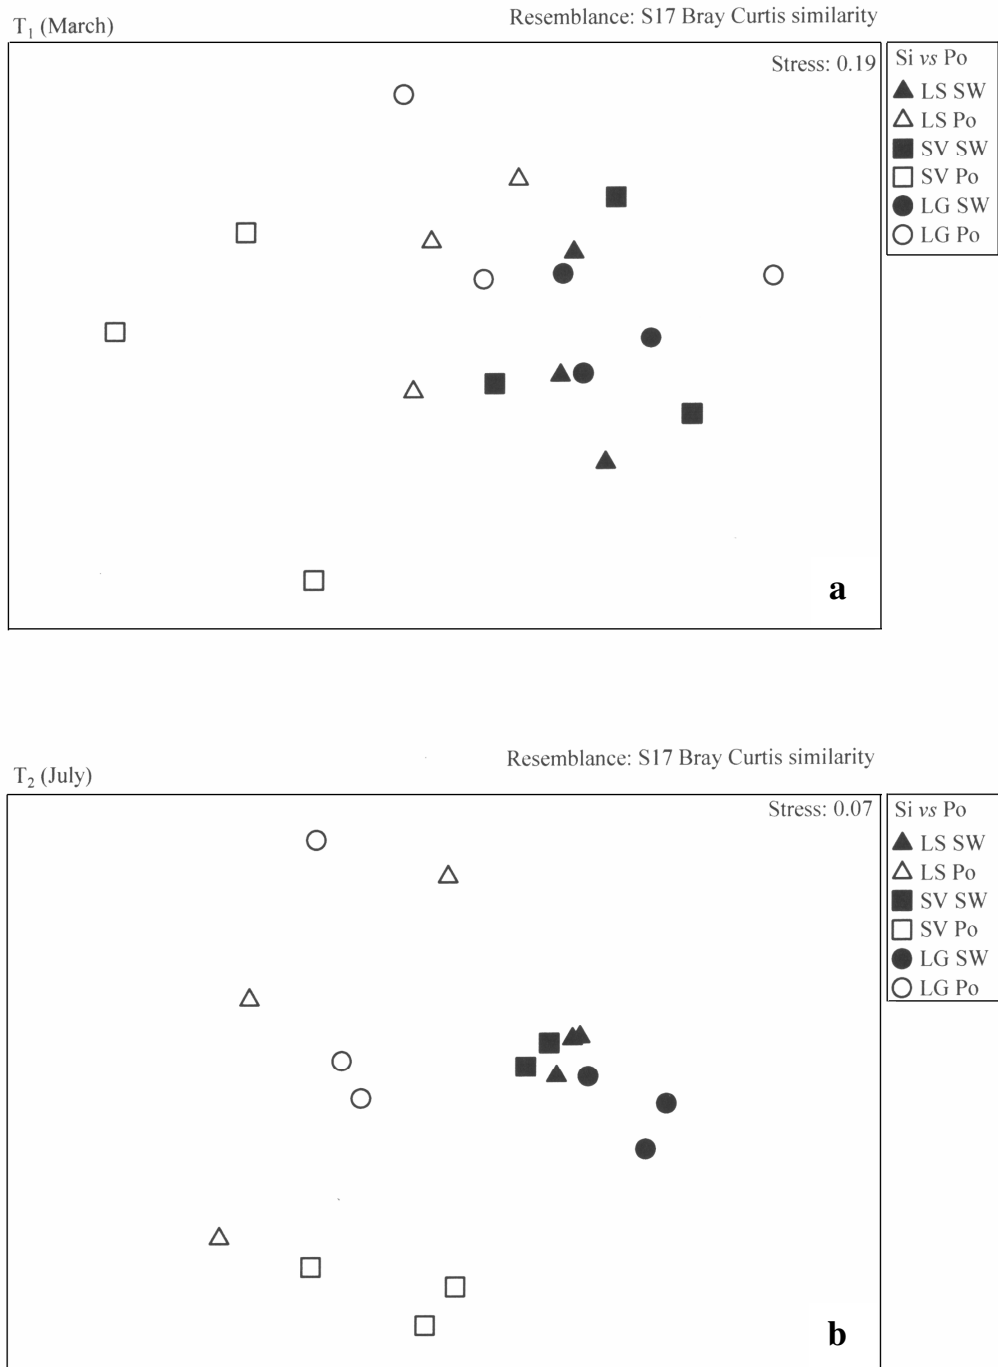 T₁ (March)
Resemblance: S17 Bray Curtis similarity
Stress: 0.19
Si vs Po
LS SW
LS Po
SV SW
SV Po
LG SW
LG Po
a
T₂ (July)
Resemblance: S17 Bray Curtis similarity
Stress: 0.07
Si vs Po
LS SW
LS Po
SV SW
SV Po
LG SW
LG Po
b